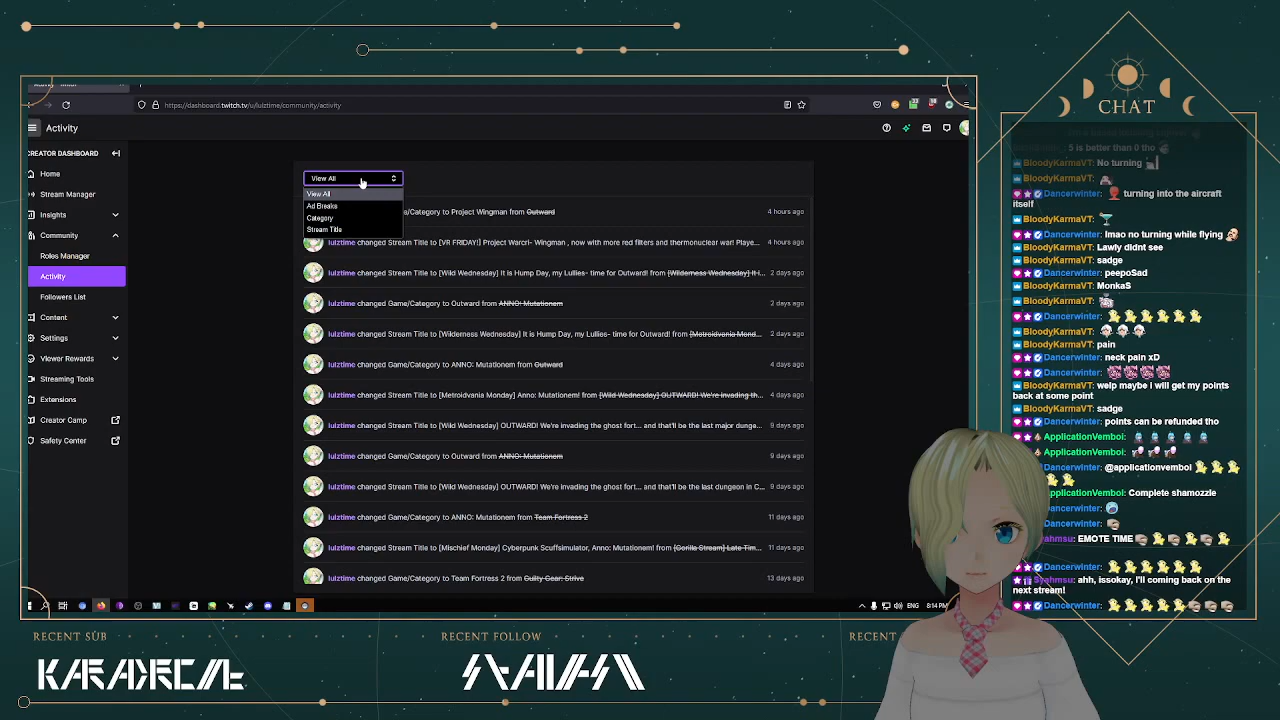 CHAT
https://dashboard.twitch.tv/u/lulztime/community/activity
Activity
CREATOR DASHBOARD
Home
Stream Manager
Insights
Community
Roles Manager
Activity
Followers List
Content
Settings
Viewer Rewards
Streaming Tools
Extensions
Creator Camp
Safety Center
View All
View All
Ad Breaks
Category
Stream Title
e/Category to Project Wingman from Outward 4 hours ago
lulztime changed Stream Title to [VR FRIDAY!] Project Warcri- Wingman , now with more red filters and thermonuclear war! Playe... 4 hours ago
lulztime changed Stream Title to [Wild Wednesday] It is Hump Day, my Lullies- time for Outward! from [Wilderness Wednesday] It i... 2 days ago
lulztime changed Game/Category to Outward from ANNO: Mutationem 2 days ago
lulztime changed Stream Title to [Wilderness Wednesday] It is Hump Day, my Lullies- time for Outward! from [Metroidvania Mond... 2 days ago
lulztime changed Game/Category to ANNO: Mutationem from Outward 4 days ago
lulztime changed Stream Title to [Metroidvania Monday] Anno: Mutationem! from [Wild Wednesday] OUTWARD! We're invading th... 4 days ago
lulztime changed Stream Title to [Wild Wednesday] OUTWARD! We're invading the ghost fort... and that'll be the last major dunge... 9 days ago
lulztime changed Game/Category to Outward from ANNO: Mutationem 9 days ago
lulztime changed Stream Title to [Wild Wednesday] OUTWARD! We're invading the ghost fort... and that'll be the last dungeon in C... 9 days ago
lulztime changed Game/Category to ANNO: Mutationem from Team Fortress 2 11 days ago
lulztime changed Stream Title to [Mischief Monday] Cyberpunk Scuffsimulator, Anno: Mutationem! from [Gorilla Stream] Late Tim... 11 days ago
lulztime changed Game/Category to Team Fortress 2 from Guilty Gear: Strive 13 days ago
ENG 8:14 PM
5 is better than 0 tho
BloodyKarmaVT: No turning
BloodyKarmaVT:
Dancerwinter: turning into the aircraft
itself
BloodyKarmaVT:
Dancerwinter: lmao no turning while flying
BloodyKarmaVT: Lawly didnt see
BloodyKarmaVT: sadge
Dancerwinter: peepoSad
BloodyKarmaVT: MonkaS
BloodyKarmaVT:
Dancerwinter:
BloodyKarmaVT:
BloodyKarmaVT: pain
Dancerwinter: neck pain xD
Dancerwinter:
BloodyKarmaVT: welp maybe i will get my points
back at some point
BloodyKarmaVT: sadge
Dancerwinter: points can be refunded tho
ApplicationVemboi:
ApplicationVemboi:
Dancerwinter: @applicationvemboi
pplicationVemboi: Complete shamozzle
Dancerwinter:
Dancerwinter:
Syahmsu: EMOTE TIME
Dancerwinter:
Syahmsu: ahh, issokay, I'll coming back on the
next stream!
Dancerwinter:
RECENT SUB
RECENT FOLLOW
RECENT